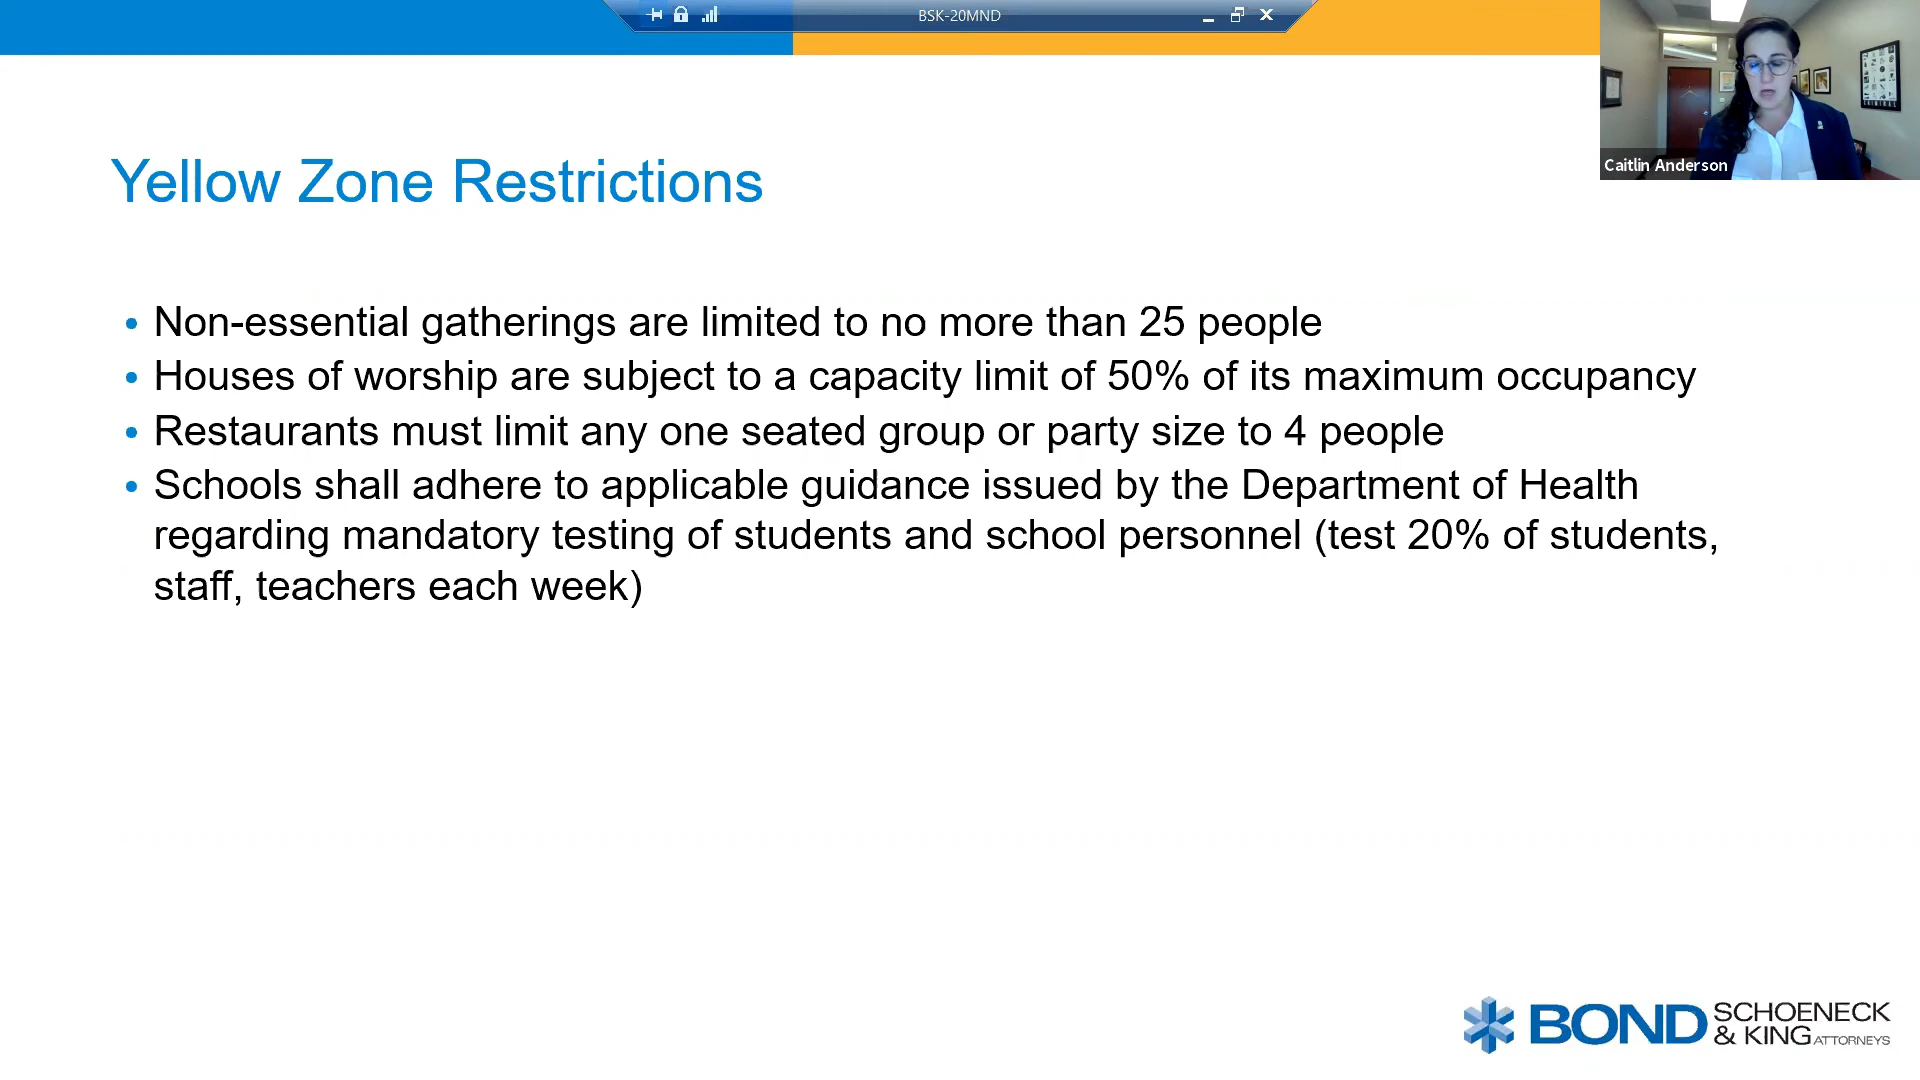 BSK-20MND
Caitlin Anderson
CRIMINAL
Yellow Zone Restrictions
• Non-essential gatherings are limited to no more than 25 people
• Houses of worship are subject to a capacity limit of 50% of its maximum occupancy
• Restaurants must limit any one seated group or party size to 4 people
• Schools shall adhere to applicable guidance issued by the Department of Health
regarding mandatory testing of students and school personnel (test 20% of students,
staff, teachers each week)
BOND SCHOENECK
& KING ATTORNEYS